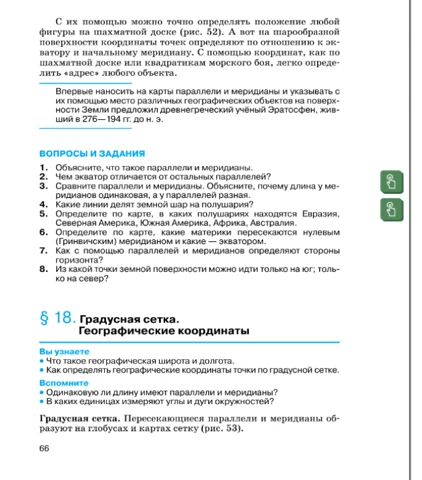 С их помощью можно точно определять положение любой
фигуры на шахматной доске (рис. 52). А вот на шарообразной
поверхности координаты точек определяют по отношению к эк-
ватору и начальному меридиану. С помощью координат, как по
шахматной доске или квадратикам морского боя, легко опреде-
лить «адрес» любого объекта.
Впервые наносить на карты параллели и меридианы и указывать с
их помощью место различных географических объектов на поверх-
ности Земли предложил древнегреческий учёный Эратосфен, жив-
ший в 276—194 гг. до н. э.
ВОПРОСЫ И ЗАДАНИЯ
1. Объясните, что такое параллели и меридианы.
2. Чем экватор отличается от остальных параллелей?
3. Сравните параллели и меридианы. Объясните, почему длина у ме-
ридианов одинаковая, а у параллелей разная.
4. Какие линии делят земной шар на полушария?
5. Определите по карте, в каких полушариях находятся Евразия,
Северная Америка, Южная Америка, Африка, Австралия.
6. Определите по карте, какие материки пересекаются нулевым
(Гринвичским) меридианом и какие — экватором.
7. Как с помощью параллелей и меридианов определяют стороны
горизонта?
8. Из какой точки земной поверхности можно идти только на юг; толь-
ко на север?
§ 18. Градусная сетка.
Географические координаты
Вы узнаете
• Что такое географическая широта и долгота.
• Как определять географические координаты точки по градусной сетке.
Вспомните
• Одинаковую ли длину имеют параллели и меридианы?
• В каких единицах измеряют углы и дуги окружностей?
Градусная сетка. Пересекающиеся параллели и меридианы об-
разуют на глобусах и картах сетку (рис. 53).
66